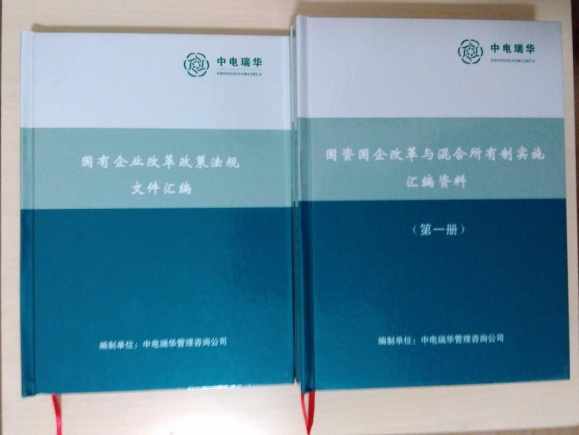 中电瑞华
国有企业改革政策法规
文件汇编
编制单位：中电瑞华管理咨询公司
中电瑞华
国资国企改革与混合所有制实施
汇编资料
（第一册）
编制单位：中电瑞华管理咨询公司